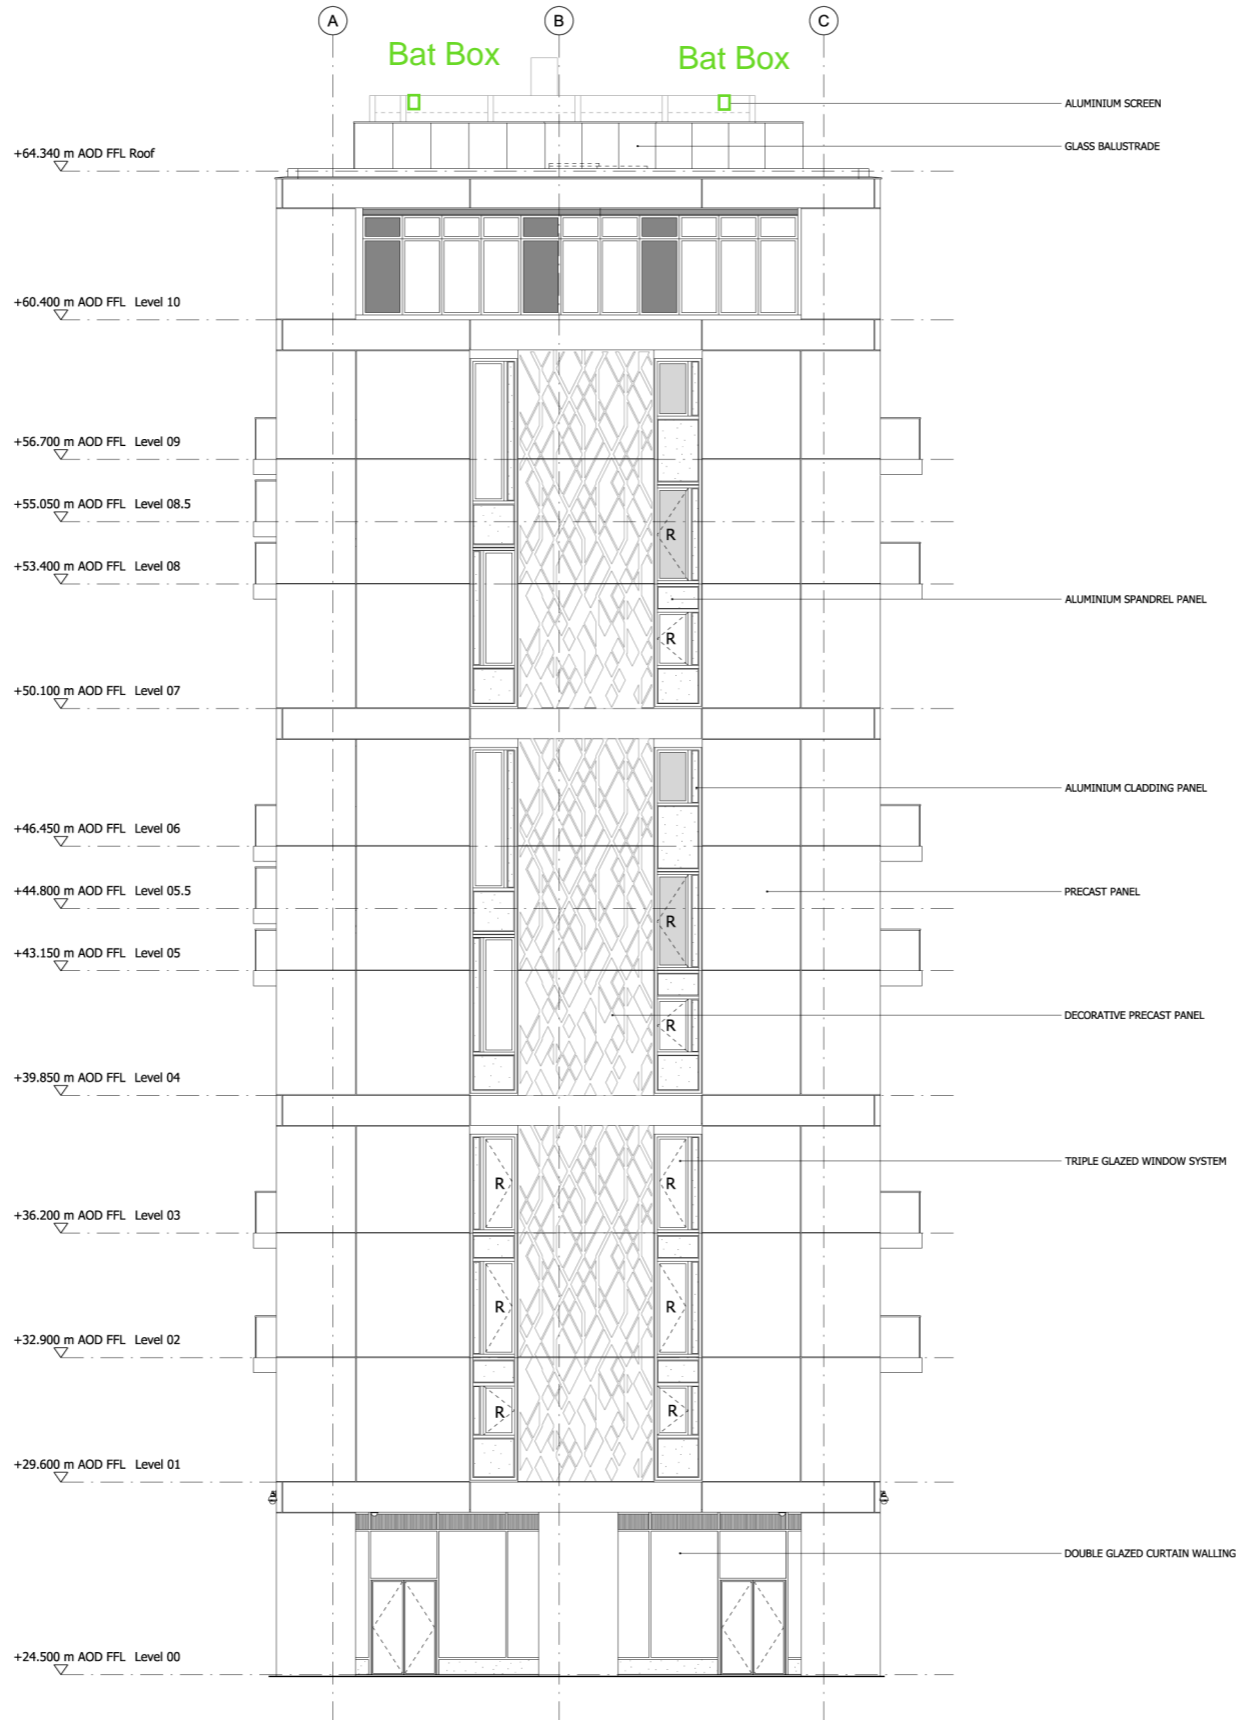 A
B
C
Bat Box
Bat Box
ALUMINIUM SCREEN
GLASS BALUSTRADE
+64.340 m AOD FFL Roof
+60.400 m AOD FFL Level 10
+56.700 m AOD FFL Level 09
+55.050 m AOD FFL Level 08.5
R
+53.400 m AOD FFL Level 08
ALUMINIUM SPANDREL PANEL
R
+50.100 m AOD FFL Level 07
ALUMINIUM CLADDING PANEL
+46.450 m AOD FFL Level 06
+44.800 m AOD FFL Level 05.5
PRECAST PANEL
R
+43.150 m AOD FFL Level 05
DECORATIVE PRECAST PANEL
R
+39.850 m AOD FFL Level 04
TRIPLE GLAZED WINDOW SYSTEM
R
R
+36.200 m AOD FFL Level 03
R
R
+32.900 m AOD FFL Level 02
R
R
+29.600 m AOD FFL Level 01
DOUBLE GLAZED CURTAIN WALLING
+24.500 m AOD FFL Level 00